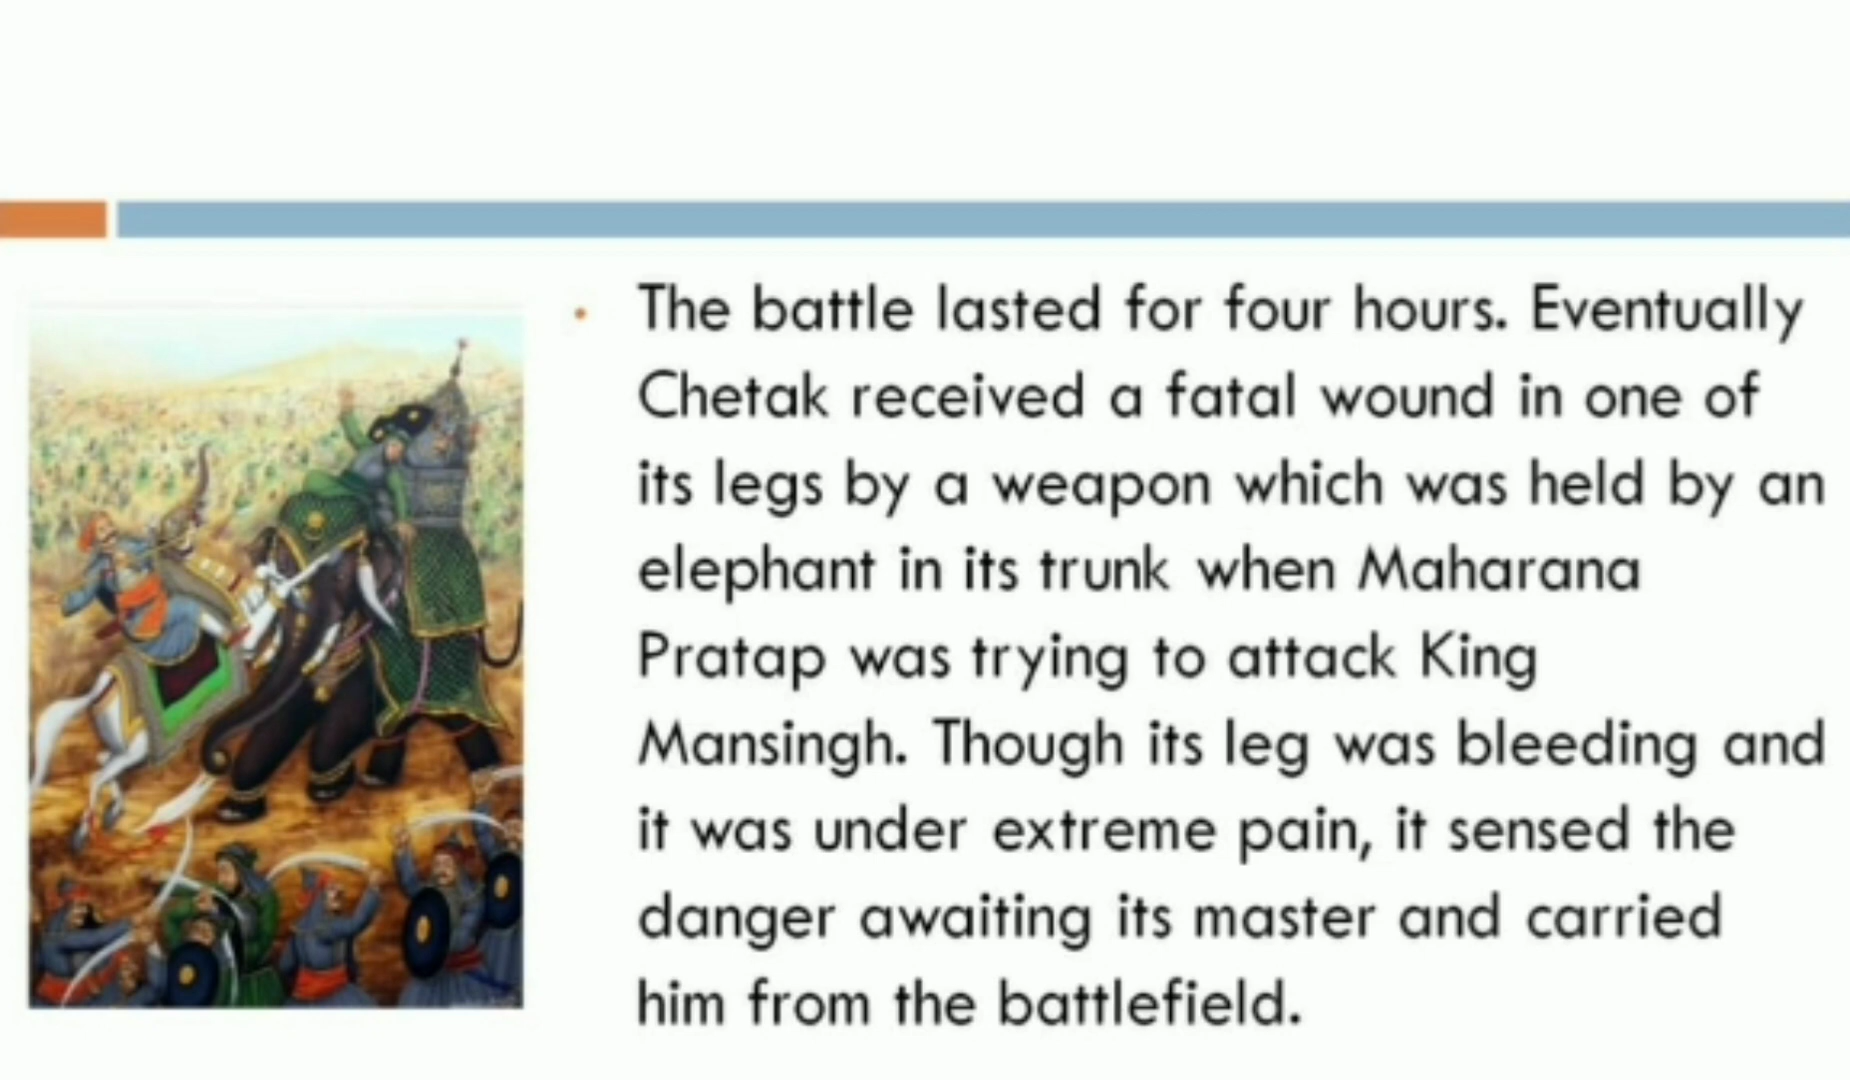 • The battle lasted for four hours. Eventually
Chetak received a fatal wound in one of
its legs by a weapon which was held by an
elephant in its trunk when Maharana
Pratap was trying to attack King
Mansingh. Though its leg was bleeding and
it was under extreme pain, it sensed the
danger awaiting its master and carried
him from the battlefield.